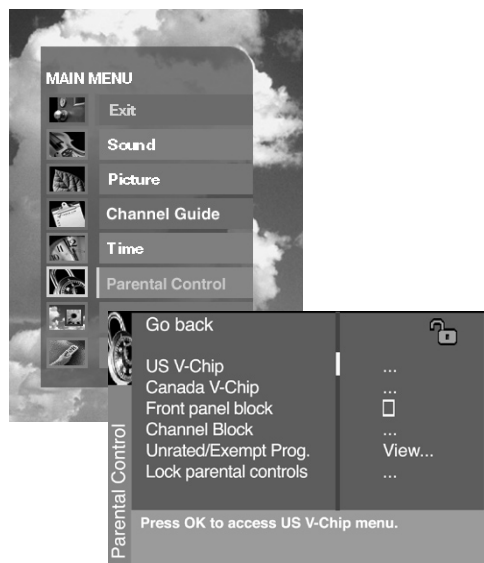 MAIN MENU
Exit
Sound
Picture
Channel Guide
Time
Parental Control
Go back
US V-Chip ...
Canada V-Chip ...
Front panel block
Channel Block ...
Unrated/Exempt Prog. View...
Lock parental controls ...
Parental Control
Press OK to access US V-Chip menu.